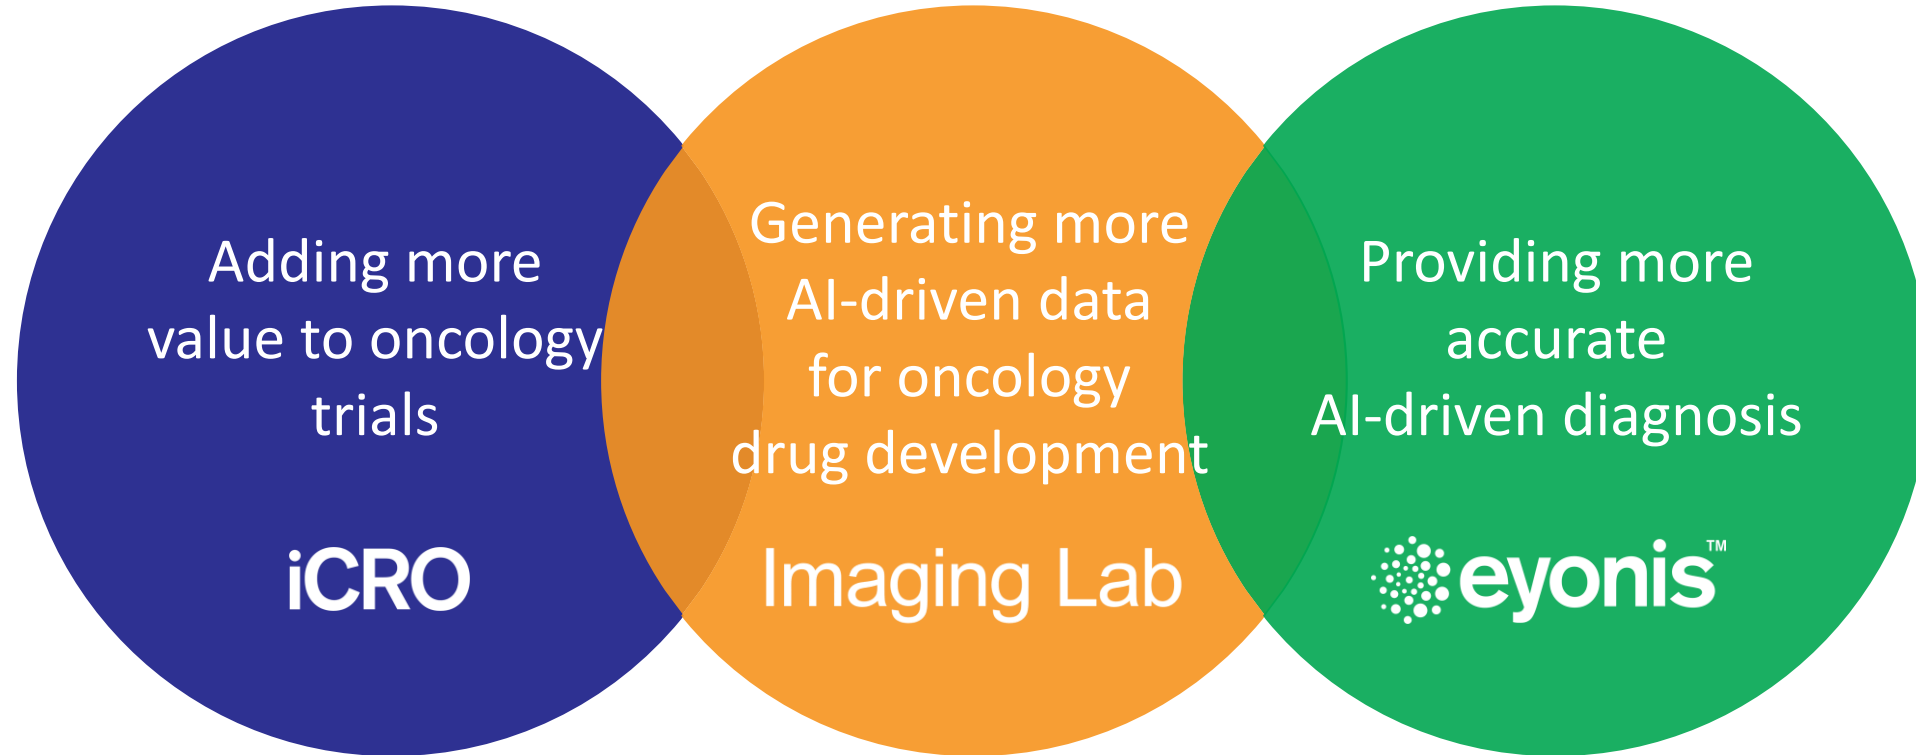 Adding more
value to oncology
trials
iCRO
Generating more
AI-driven data
for oncology
drug development
Imaging Lab
Providing more
accurate
AI-driven diagnosis
eyonis™